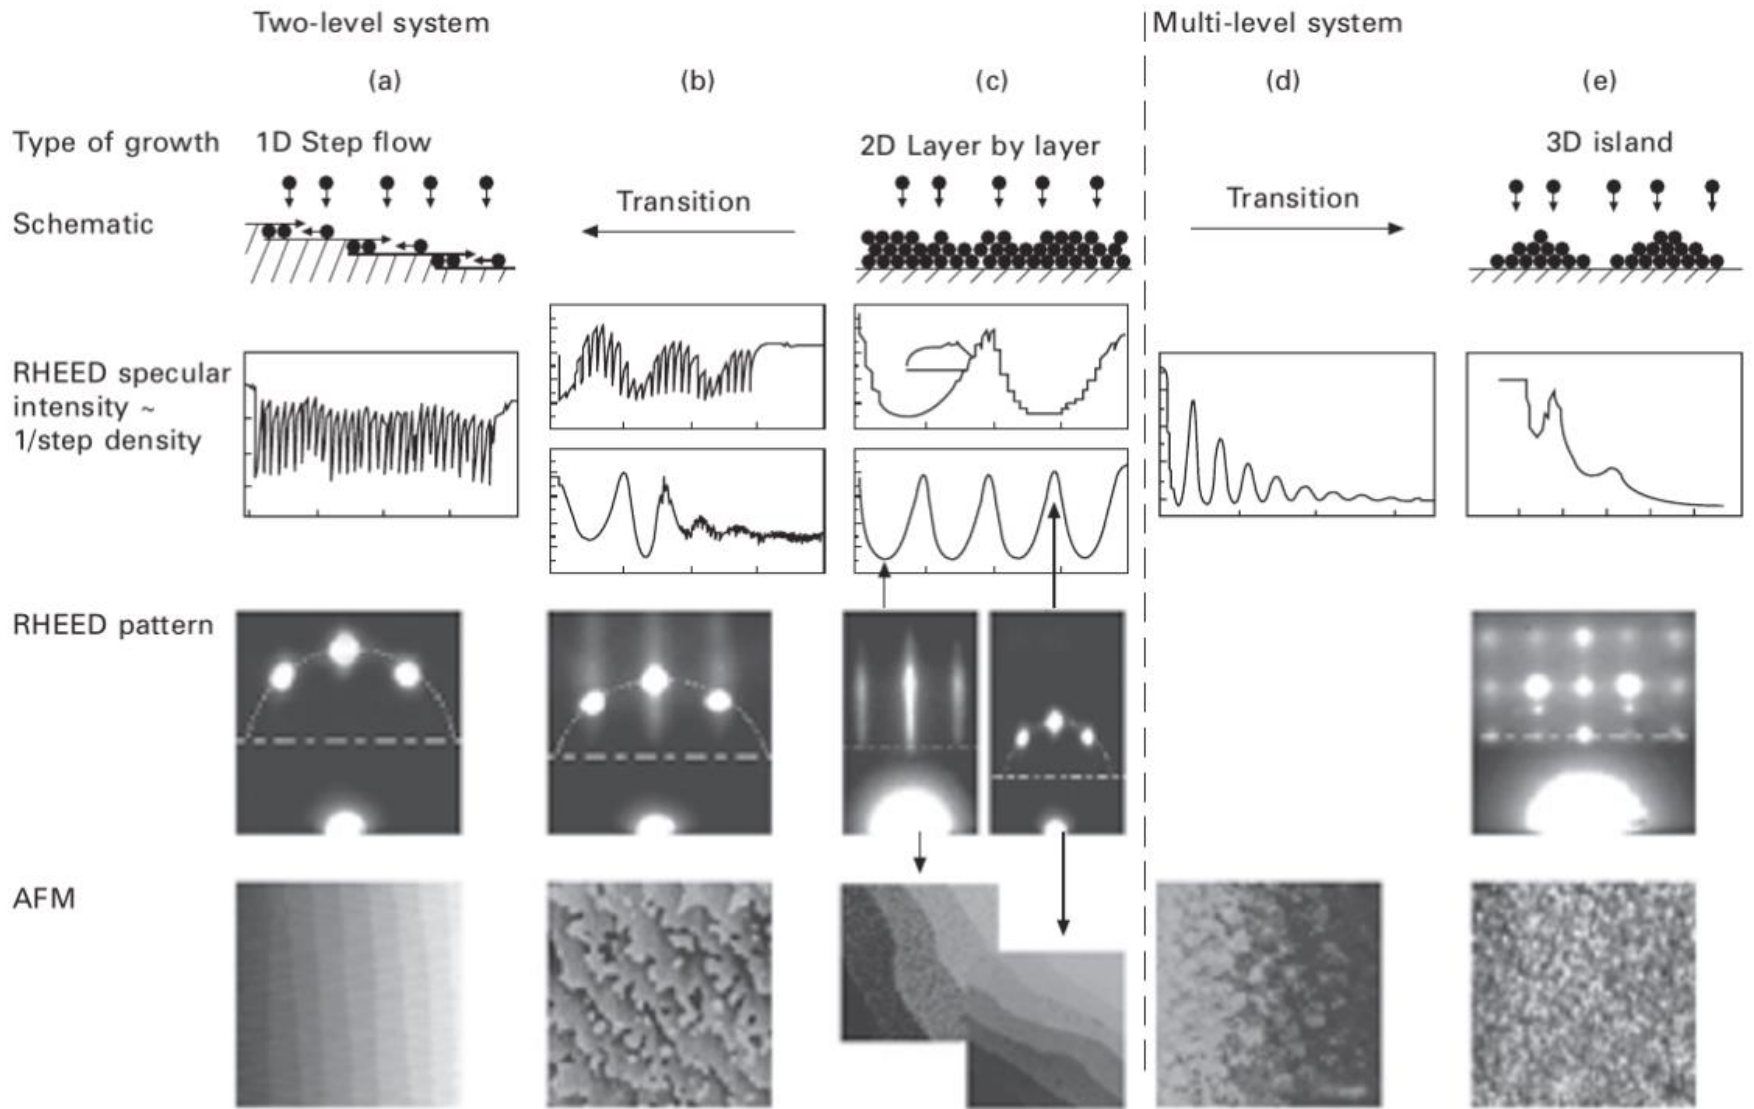 Two-level system
Multi-level system
(a)
(b)
(c)
(d)
(e)
Type of growth
1D Step flow
2D Layer by layer
3D island
Schematic
Transition
Transition
RHEED specular
intensity ~
1/step density
RHEED pattern
AFM